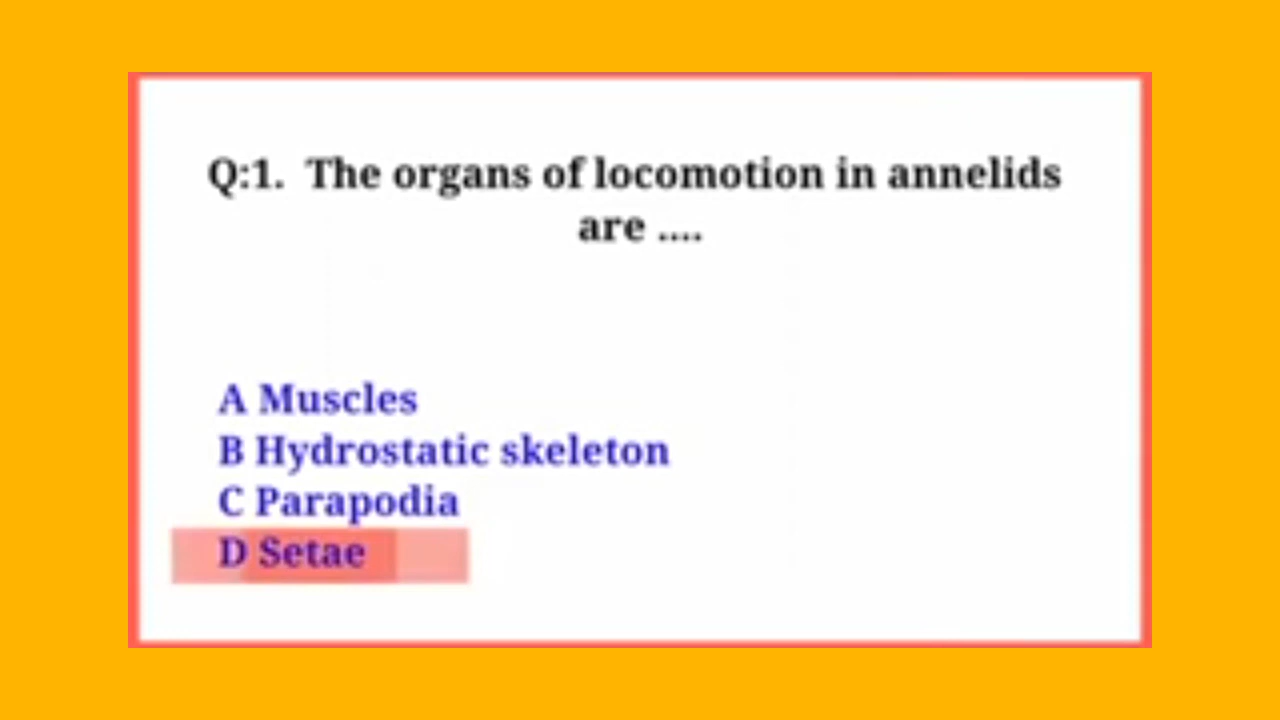 Q:1. The organs of locomotion in annelids
are ....
A Muscles
B Hydrostatic skeleton
C Parapodia
D Setae